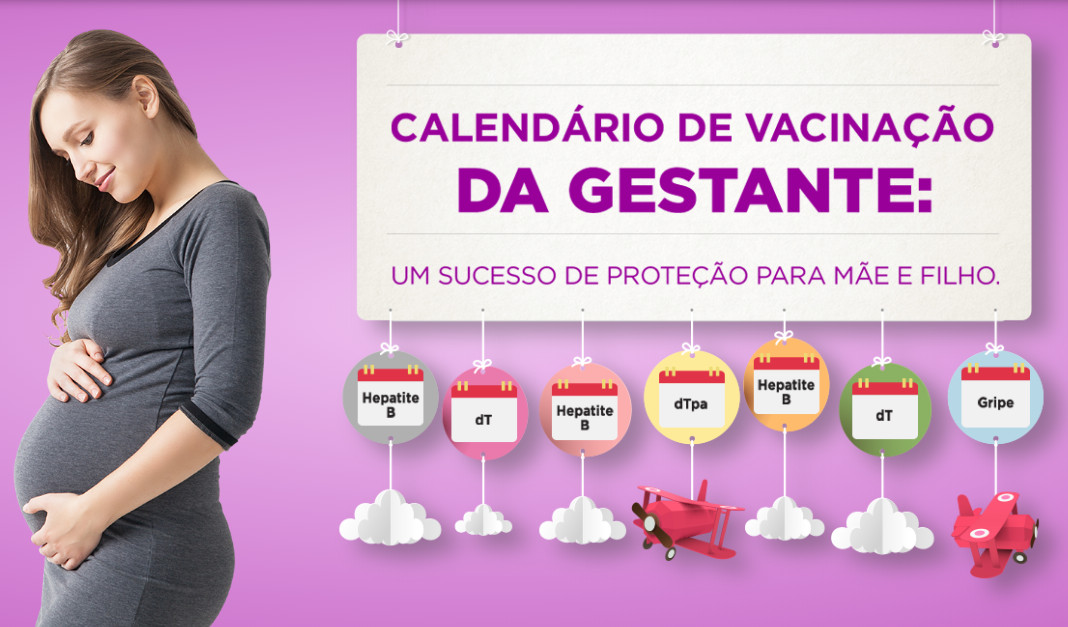 CALENDÁRIO DE VACINAÇÃO
DA GESTANTE:
UM SUCESSO DE PROTEÇÃO PARA MÃE E FILHO.
Hepatite
B
dT
Hepatite
B
dTpa
Hepatite
B
dT
Gripe